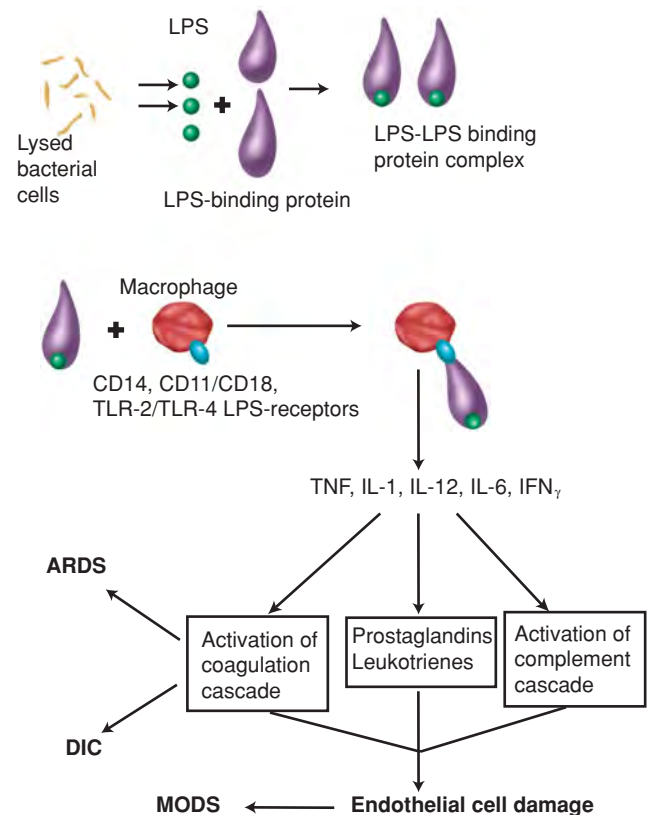 LPS
Lysed
bacterial
cells
+
LPS-binding protein
LPS-LPS binding
protein complex
Macrophage
+
CD14, CD11/CD18,
TLR-2/TLR-4 LPS-receptors
TNF, IL-1, IL-12, IL-6, IFNγ
ARDS
Activation of
coagulation
cascade
Prostaglandins
Leukotrienes
Activation of
complement
cascade
DIC
MODS
Endothelial cell damage